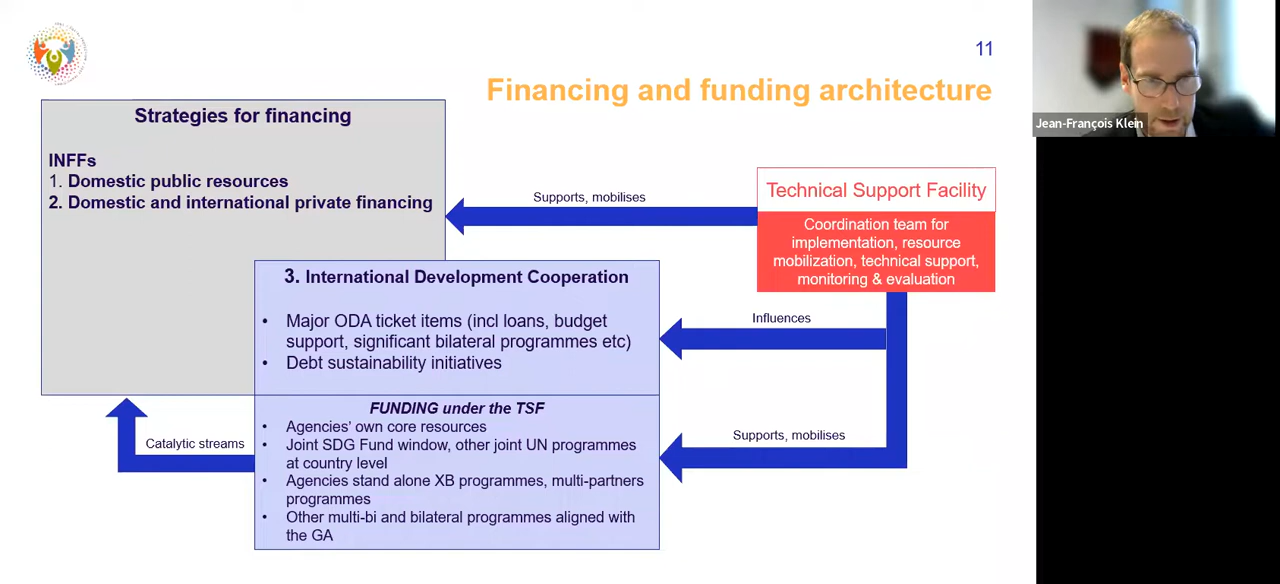 11
Financing and funding architecture
Strategies for financing
INFFs
1. Domestic public resources
2. Domestic and international private financing
Supports, mobilises
Technical Support Facility
Coordination team for
implementation, resource
mobilization, technical support,
monitoring & evaluation
3. International Development Cooperation
• Major ODA ticket items (incl loans, budget
support, significant bilateral programmes etc)
• Debt sustainability initiatives
Influences
FUNDING under the TSF
• Agencies' own core resources
• Joint SDG Fund window, other joint UN programmes
at country level
• Agencies stand alone XB programmes, multi-partners
programmes
• Other multi-bi and bilateral programmes aligned with
the GA
Supports, mobilises
Catalytic streams
Jean-François Klein